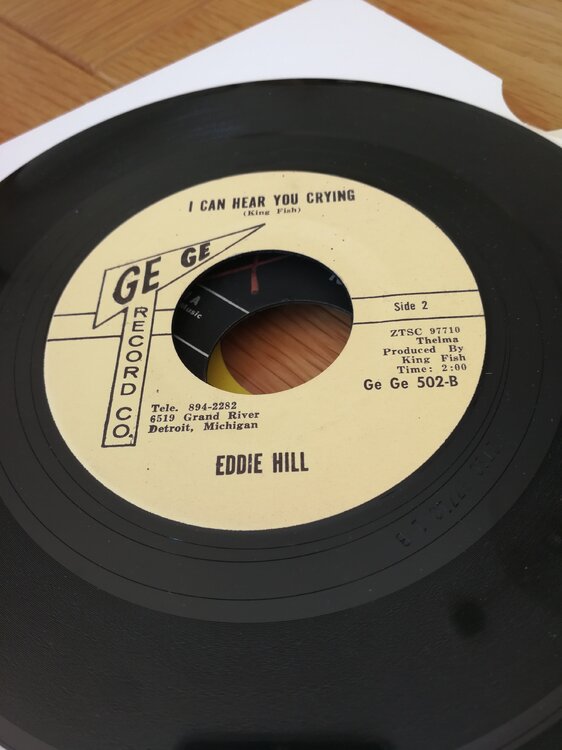 I CAN HEAR YOU CRYING
(King Fish)
GE GE
RECORD CO.
Side 2
ZTSC 97710
Thelma
Produced By
King Fish
Time: 2:00
Ge Ge 502-B
Tele. 894-2282
6519 Grand River
Detroit, Michigan
EDDIE HILL
A